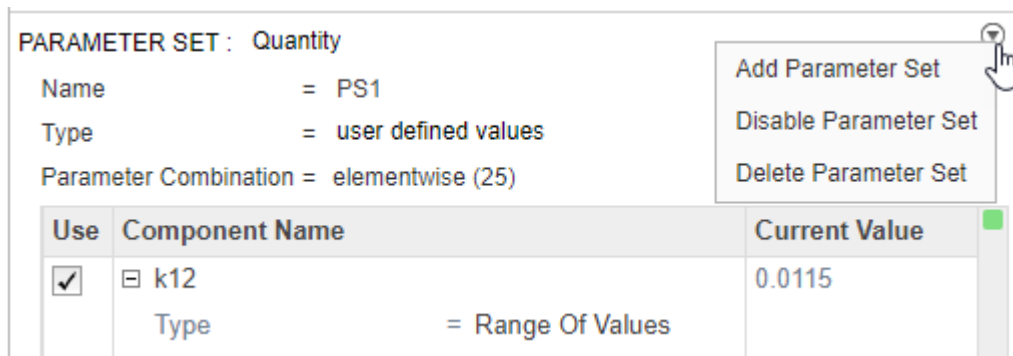 PARAMETER SET : Quantity
Name = PS1
Type = user defined values
Parameter Combination = elementwise (25)
Add Parameter Set
Disable Parameter Set
Delete Parameter Set
Use Component Name Current Value
k12 0.0115
Type = Range Of Values